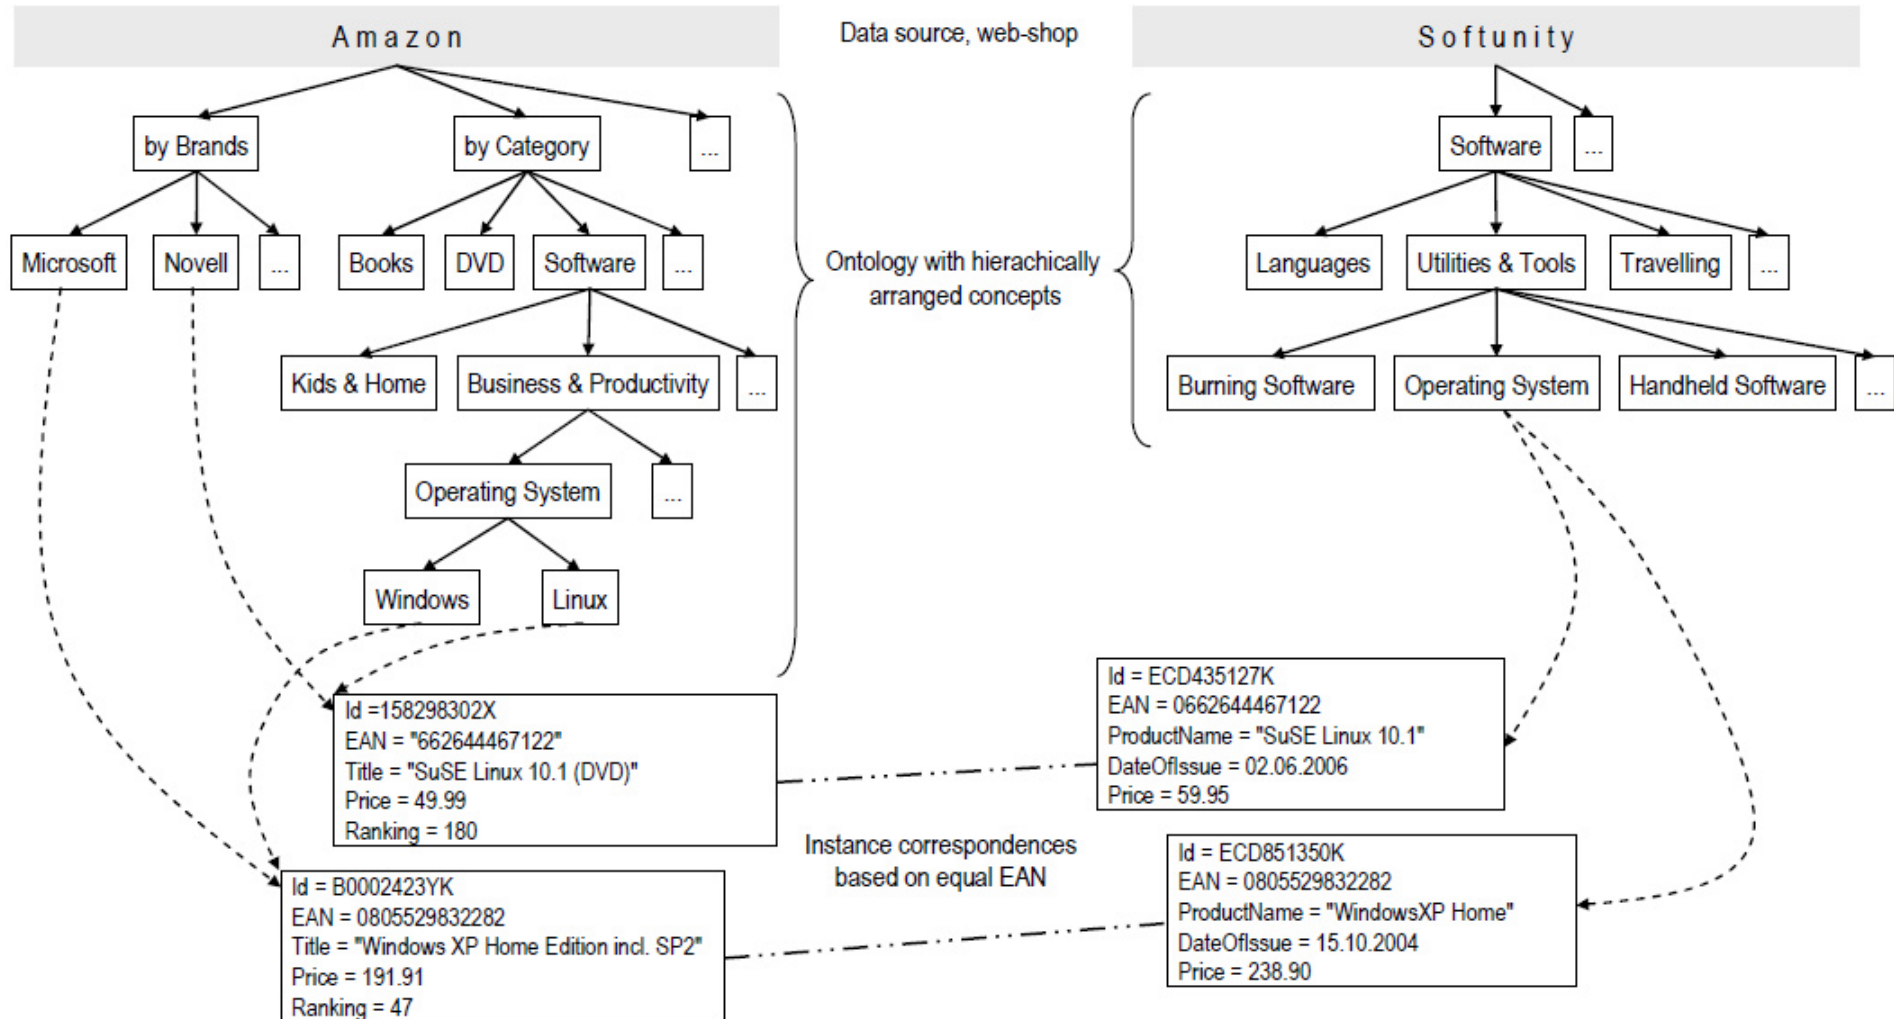 Amazon
Data source, web-shop
Softunity
by Brands
by Category
...
Software
...
Microsoft
Novell
...
Books
DVD
Software
...
Ontology with hierachically
arranged concepts
Languages
Utilities & Tools
Travelling
...
Kids & Home
Business & Productivity
...
Burning Software
Operating System
Handheld Software
...
Operating System
...
Windows
Linux
Id =158298302X
EAN = "662644467122"
Title = "SuSE Linux 10.1 (DVD)"
Price = 49.99
Ranking = 180
Id = ECD435127K
EAN = 0662644467122
ProductName = "SuSE Linux 10.1"
DateOfIssue = 02.06.2006
Price = 59.95
Instance correspondences
based on equal EAN
Id = B0002423YK
EAN = 0805529832282
Title = "Windows XP Home Edition incl. SP2"
Price = 191.91
Ranking = 47
Id = ECD851350K
EAN = 0805529832282
ProductName = "WindowsXP Home"
DateOfIssue = 15.10.2004
Price = 238.90